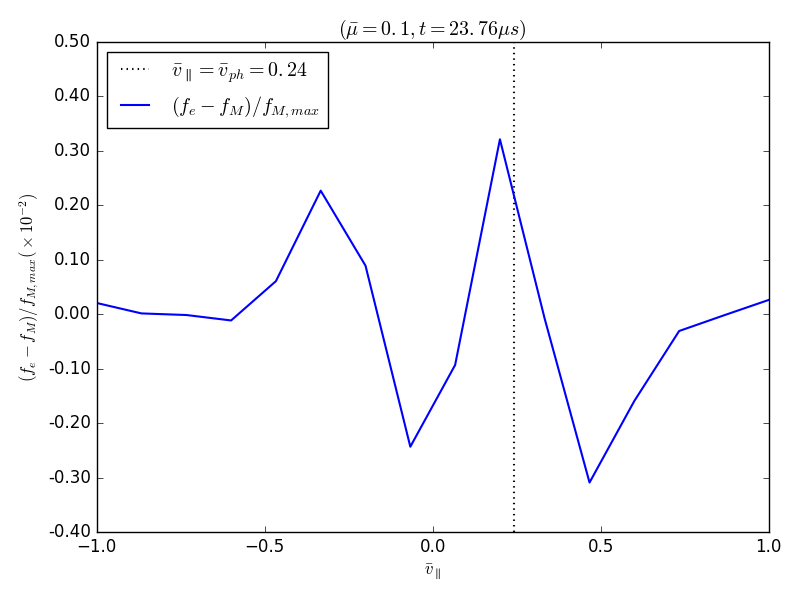 (μ̄ = 0.1, t = 23.76μs)
v̄∥ = v̄ph = 0.24
(fe − fM)/fM,max
0.50
0.40
0.30
0.20
0.10
0.00
-0.10
-0.20
-0.30
-0.40
(fe − fM)/fM,max(×10⁻²)
−1.0 −0.5 0.0 0.5 1.0
v̄∥